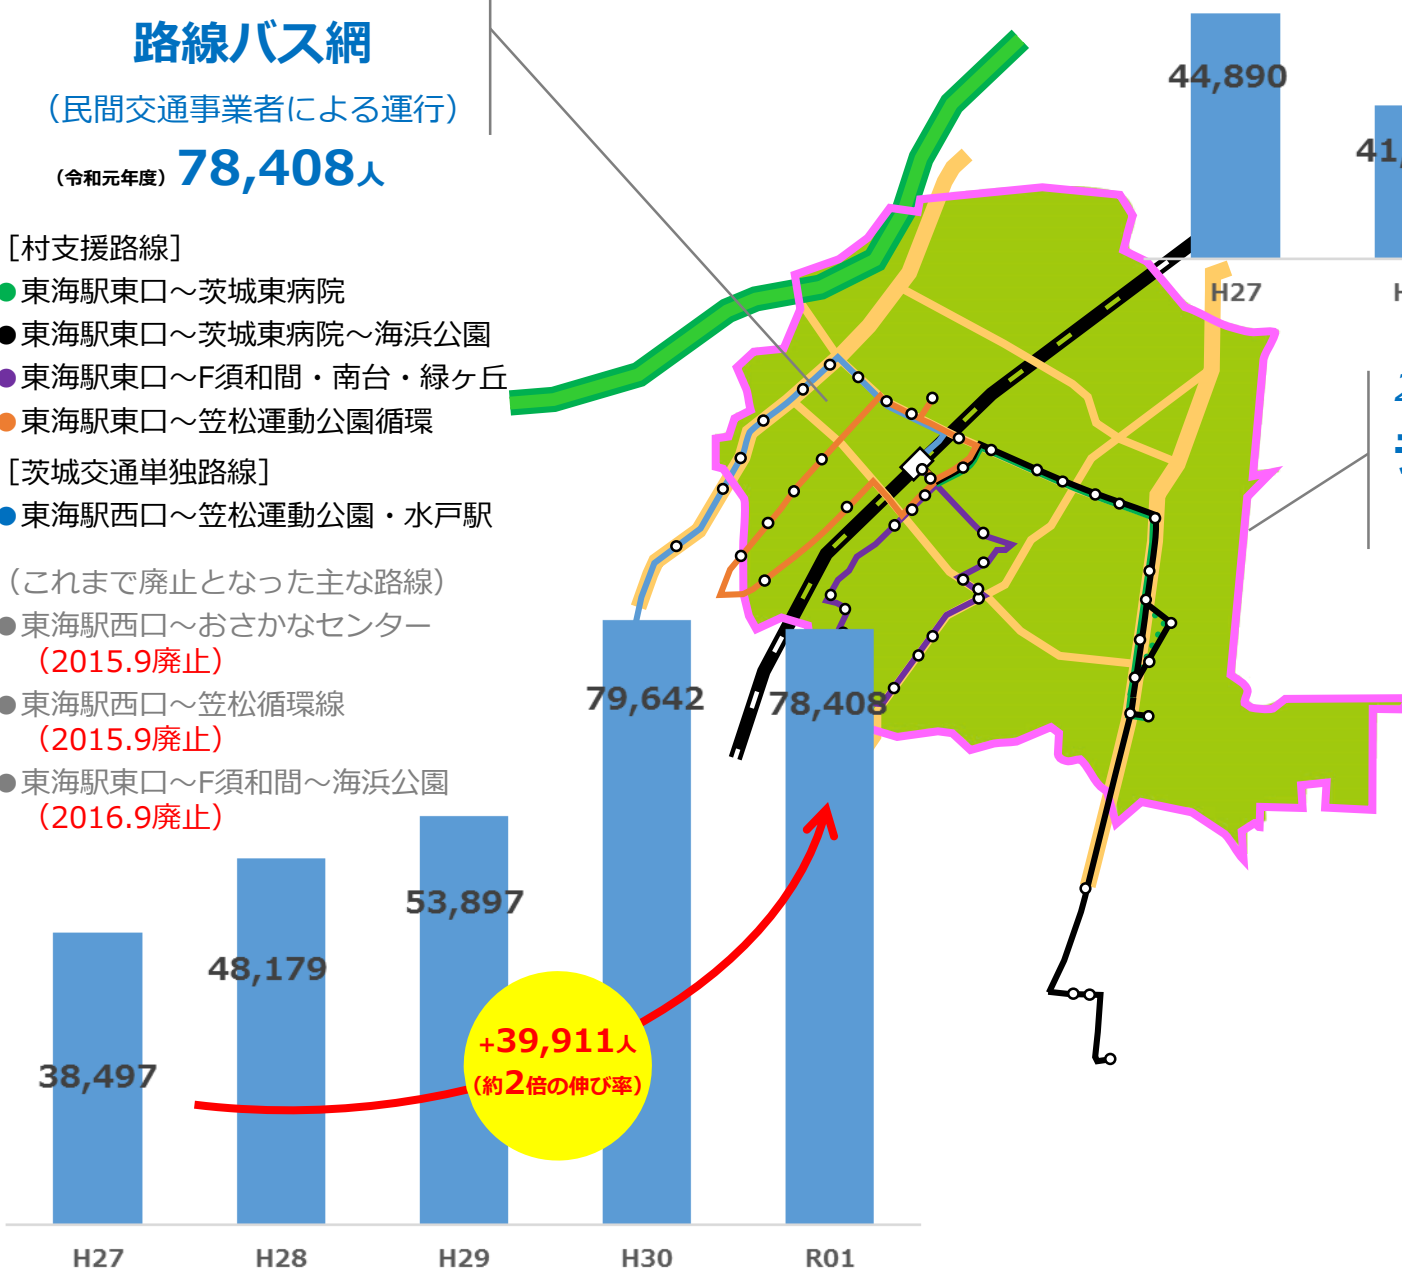 路線バス網
（民間交通事業者による運行）
（令和元年度）78,408人
［村支援路線］
●東海駅東口～茨城東病院
●東海駅東口～茨城東病院～海浜公園
●東海駅東口～F須和間・南台・緑ヶ丘
●東海駅東口～笠松運動公園循環
［茨城交通単独路線］
●東海駅西口～笠松運動公園・水戸駅
（これまで廃止となった主な路線）
●東海駅西口～おさかなセンター
（2015.9廃止）
●東海駅西口～笠松循環線
（2015.9廃止）
●東海駅東口～F須和間～海浜公園
（2016.9廃止）
38,497
48,179
53,897
79,642
78,408
+39,911人
（約2倍の伸び率）
H27
H28
H29
H30
R01
44,890
41,
H27
H